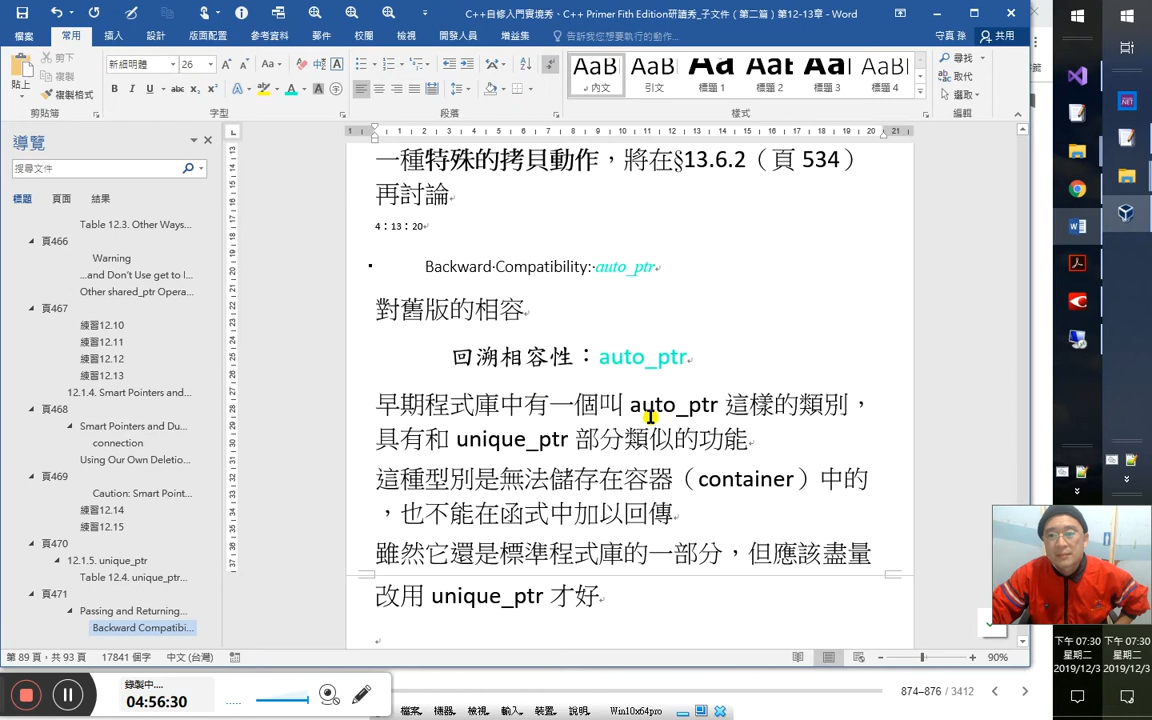 C++自修入門實境秀、C++ Primer Fith Edition研讀秀_子文件（第二篇）第12-13章 - Word
檔案 常用 插入 設計 版面配置 參考資料 郵件 校閱 檢視 開發人員 增益集 告訴我您想要執行的動作... 守真 孫 共用
貼上 剪下 複製 複製格式
新細明體 26
AaB AaB AaB AaB AaB AaBl
內文 引文 標題 1 標題 2 標題 3 標題 4
尋找 取代 選取
剪貼簿 字型 段落 樣式 編輯
導覽
搜尋文件
標題 頁面 結果
Table 12.3. Other Ways...
頁466
Warning
...and Don't Use get to I...
Other shared_ptr Opera...
頁467
練習12.10
練習12.11
練習12.12
練習12.13
12.1.4. Smart Pointers and...
頁468
Smart Pointers and Du...
connection
Using Our Own Deletio...
頁469
Caution: Smart Point...
練習12.14
練習12.15
頁470
12.1.5. unique_ptr
Table 12.4. unique_ptr...
頁471
Passing and Returning...
Backward Compatibi...
一種特殊的拷貝動作，將在§13.6.2（頁 534）
再討論
4：13：20
Backward Compatibility: auto_ptr
對舊版的相容
回溯相容性：auto_ptr
早期程式庫中有一個叫 auto_ptr 這樣的類別，
具有和 unique_ptr 部分類似的功能
這種型別是無法儲存在容器（container）中的
，也不能在函式中加以回傳
雖然它還是標準程式庫的一部分，但應該盡量
改用 unique_ptr 才好
第 89 頁，共 93 頁 17841 個字 中文 (台灣) 90%
錄製中...
04:56:30
874–876 / 3412
檔案 機器 檢視 輸入 裝置 說明 Win10x64pro
下午 07:30
星期二
2019/12/3
下午 07:30
星期二
2019/12/3